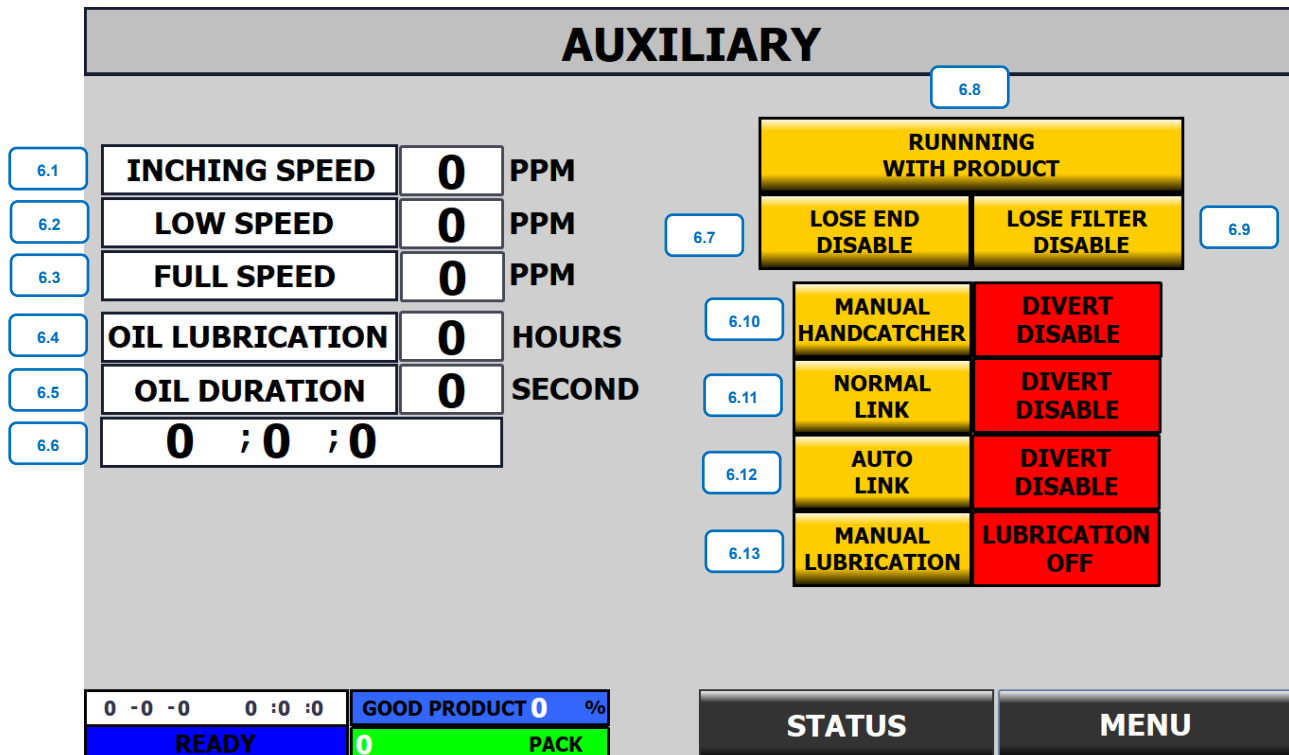 AUXILIARY
6.8
6.1 INCHING SPEED 0 PPM
6.2 LOW SPEED 0 PPM
6.3 FULL SPEED 0 PPM
6.4 OIL LUBRICATION 0 HOURS
6.5 OIL DURATION 0 SECOND
6.6 0 ;0 ;0
RUNNNING
WITH PRODUCT
6.7
LOSE END
DISABLE
LOSE FILTER
DISABLE
6.9
6.10
MANUAL
HANDCATCHER
DIVERT
DISABLE
6.11
NORMAL
LINK
DIVERT
DISABLE
6.12
AUTO
LINK
DIVERT
DISABLE
6.13
MANUAL
LUBRICATION
LUBRICATION
OFF
0 -0 -0 0 :0 :0
READY
GOOD PRODUCT 0 %
0 PACK
STATUS
MENU